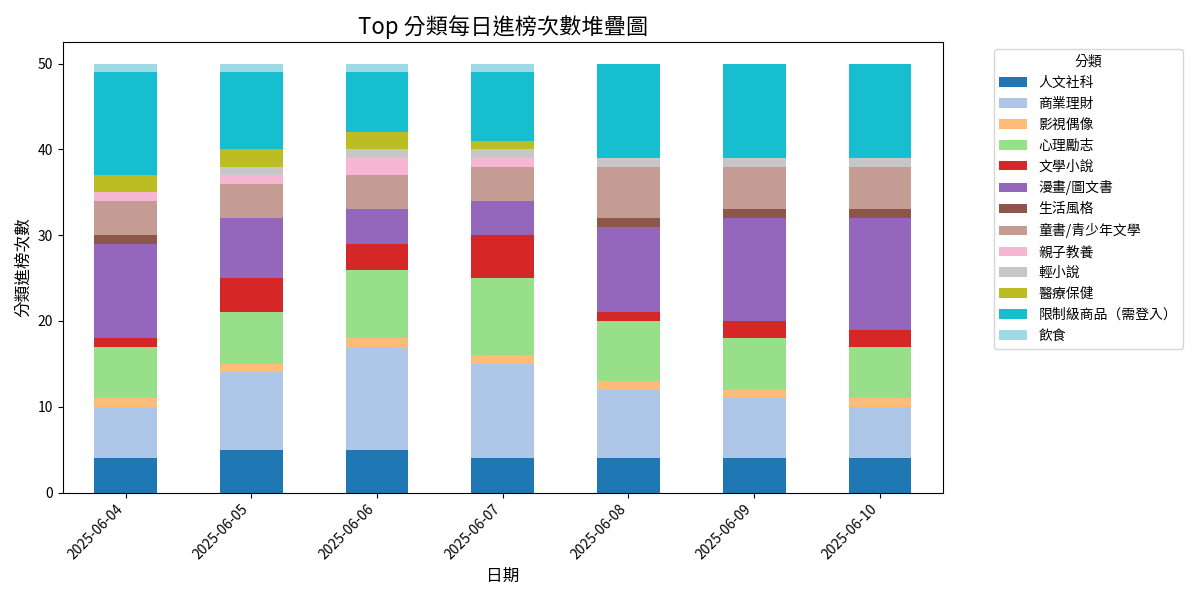 Top 分類每日進榜次數堆疊圖
分類進榜次數
50
40
30
20
10
0
2025-06-04
2025-06-05
2025-06-06
2025-06-07
2025-06-08
2025-06-09
2025-06-10
日期
分類
人文社科
商業理財
影視偶像
心理勵志
文學小說
漫畫/圖文書
生活風格
童書/青少年文學
親子教養
輕小說
醫療保健
限制級商品（需登入）
飲食